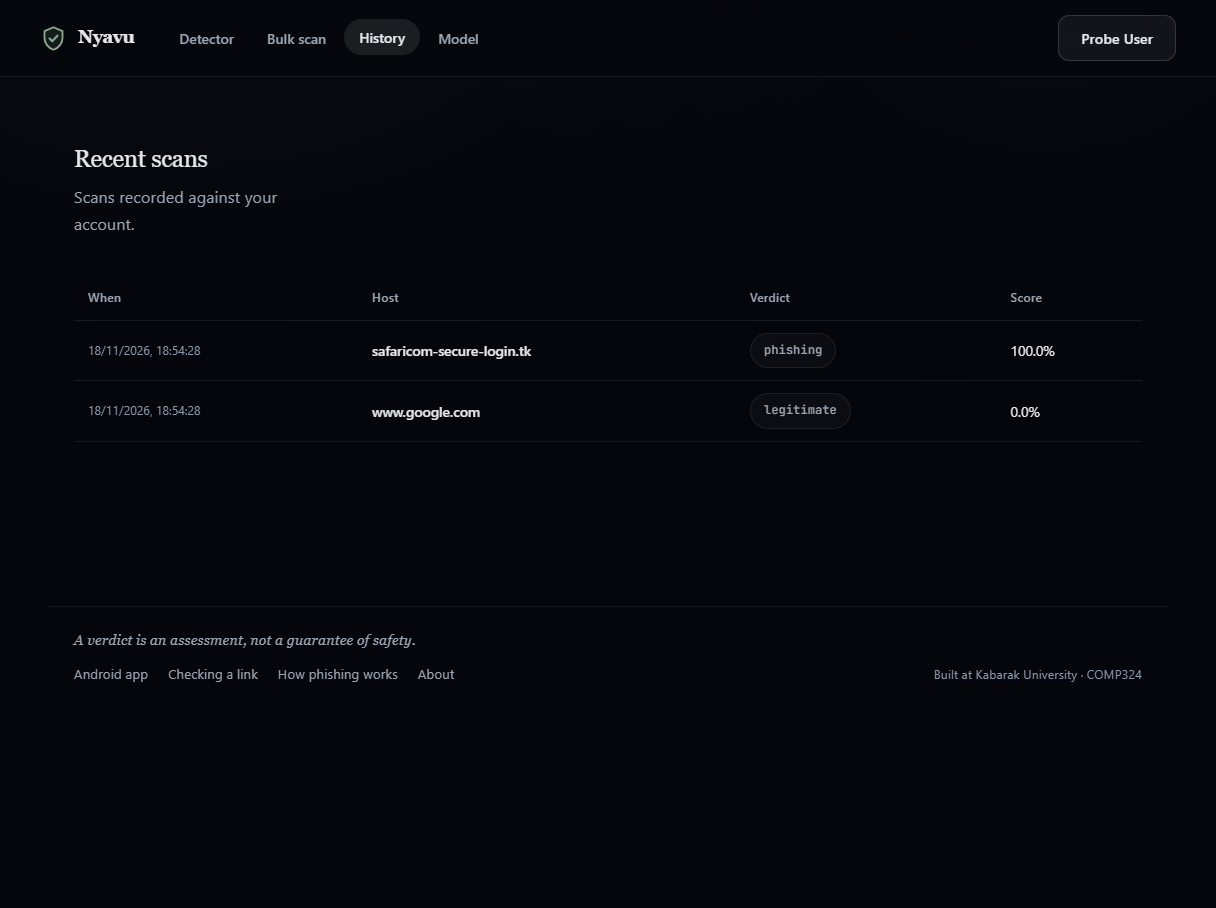 Nyavu
Detector
Bulk scan
History
Model
Probe User
Recent scans
Scans recorded against your
account.
When Host Verdict Score
18/11/2026, 18:54:28 safaricom-secure-login.tk phishing 100.0%
18/11/2026, 18:54:28 www.google.com legitimate 0.0%
A verdict is an assessment, not a guarantee of safety.
Android app Checking a link How phishing works About
Built at Kabarak University · COMP324